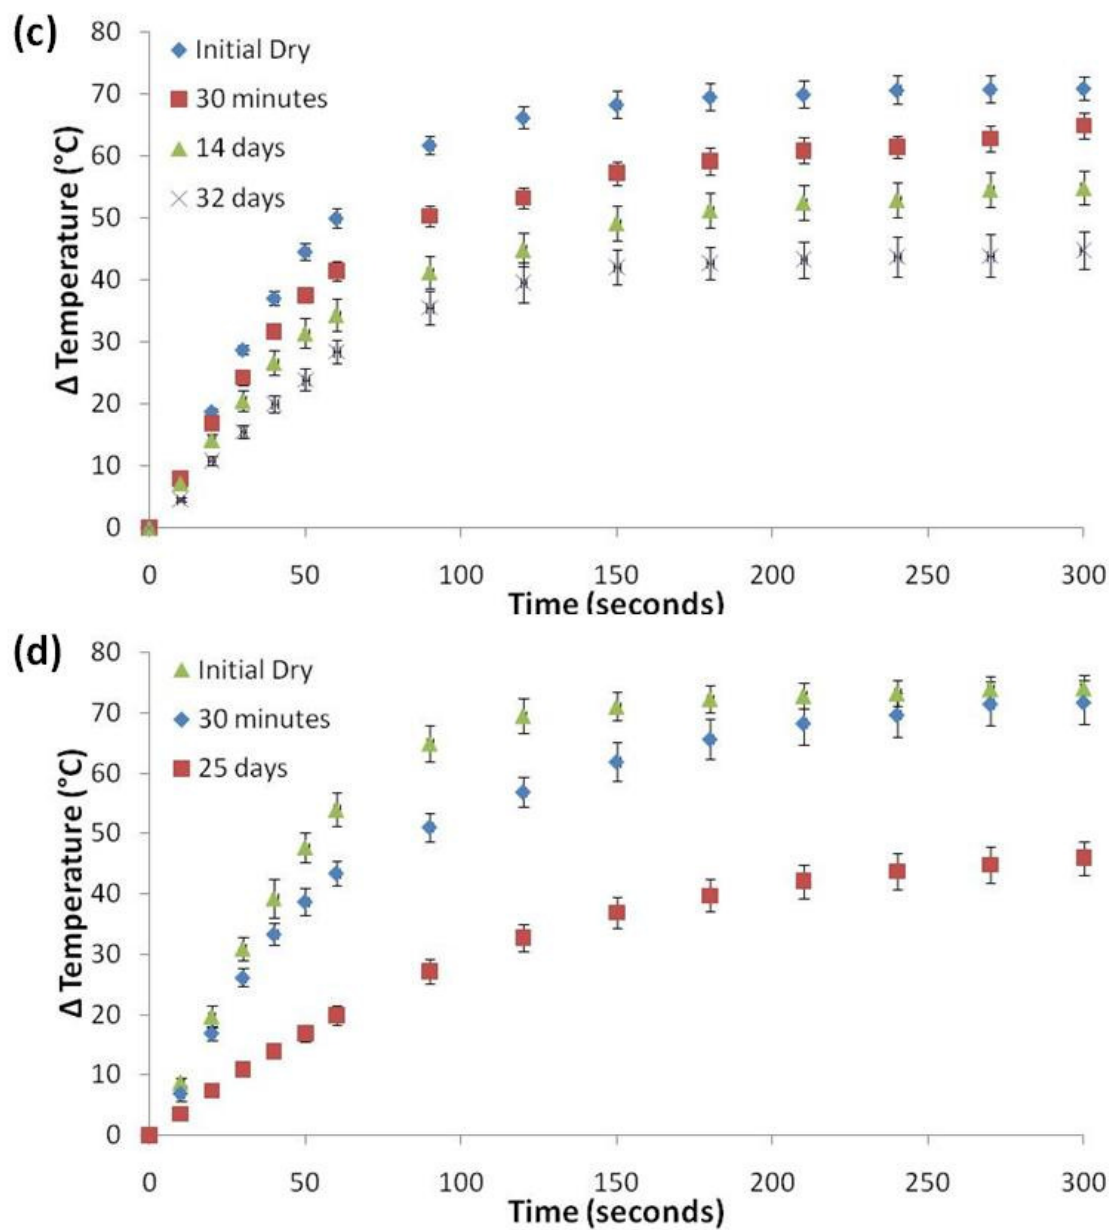 (c)
80
70
60
50
40
30
20
10
0
Δ Temperature (°C)
Initial Dry
30 minutes
14 days
32 days
0 50 100 150 200 250 300
Time (seconds)
(d)
80
70
60
50
40
30
20
10
0
Δ Temperature (°C)
Initial Dry
30 minutes
25 days
0 50 100 150 200 250 300
Time (seconds)